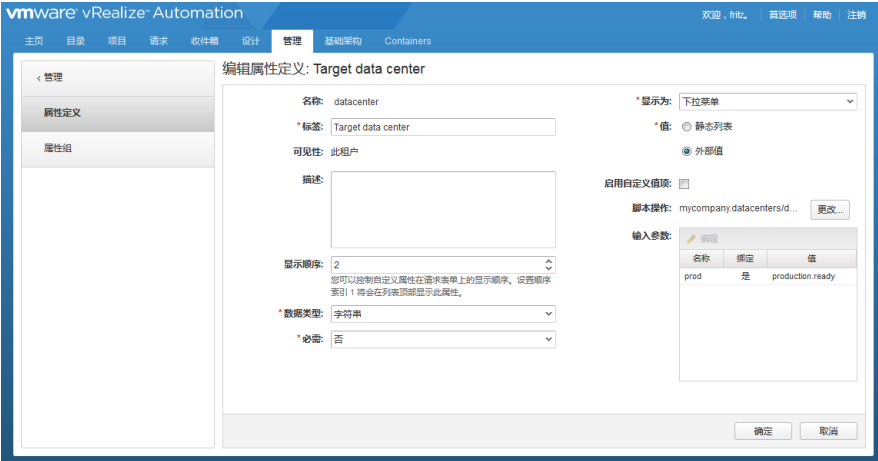 vmware vRealize™ Automation
欢迎，fritz。 首选项 帮助 注销
主页 目录 项目 请求 收件箱 设计 管理 基础架构 Containers
‹ 管理
属性定义
属性组
编辑属性定义: Target data center
名称: datacenter
*标签: Target data center
可见性: 此租户
描述:
显示顺序: 2
您可以控制自定义属性在请求表单上的显示顺序。设置顺序
索引 1 将会在列表顶部显示此属性。
*数据类型: 字符串
*必需: 否
*显示为: 下拉菜单
*值: 静态列表
外部值
启用自定义值项:
脚本操作: mycompany.datacenters/d... 更改...
输入参数: 编辑
名称 绑定 值
prod 是 production.ready
确定 取消